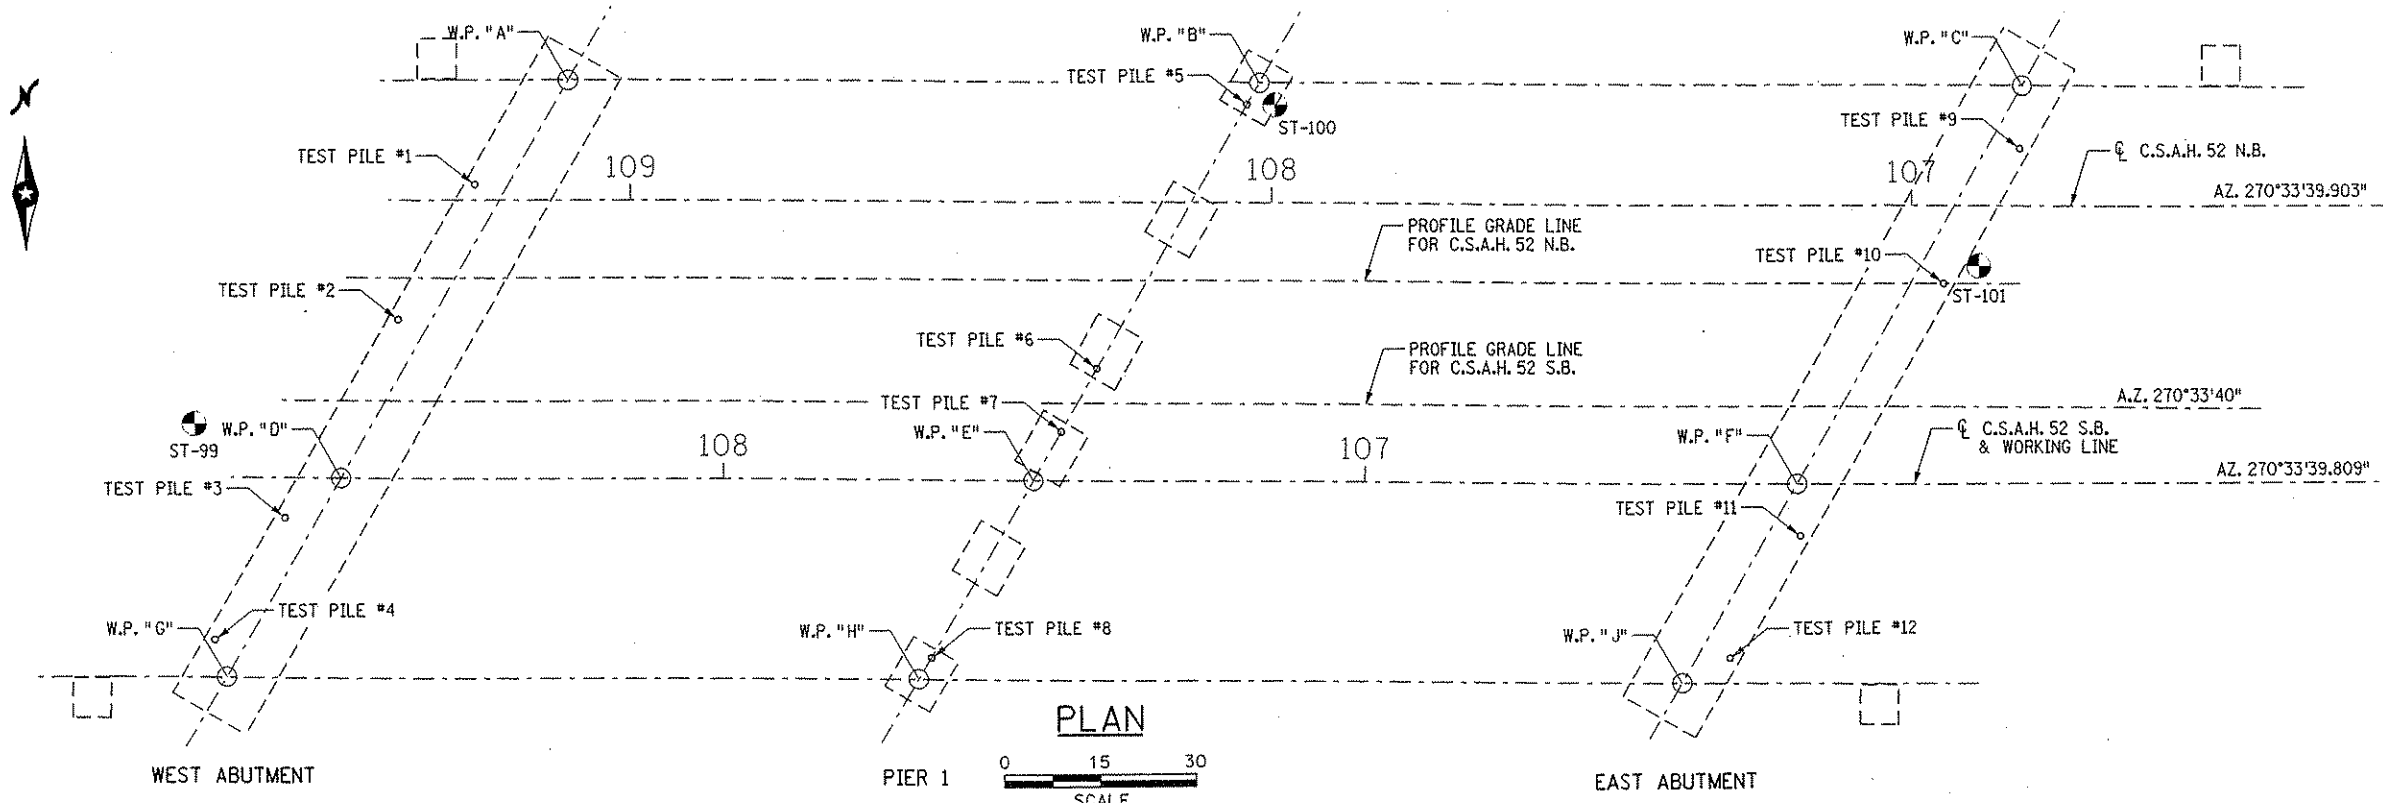 W.P. "A"
W.P. "B"
W.P. "C"
TEST PILE #5
N
ST-100
TEST PILE #9
TEST PILE #1
109
108
107
℄ C.S.A.H. 52 N.B.
AZ. 270°33'39.903"
PROFILE GRADE LINE
FOR C.S.A.H. 52 N.B.
TEST PILE #10
ST-101
TEST PILE #2
TEST PILE #6
PROFILE GRADE LINE
FOR C.S.A.H. 52 S.B.
A.Z. 270°33'40"
TEST PILE #7
W.P. "D"
ST-99
108
W.P. "E"
107
W.P. "F"
℄ C.S.A.H. 52 S.B.
& WORKING LINE
AZ. 270°33'39.809"
TEST PILE #3
TEST PILE #11
TEST PILE #4
W.P. "G"
W.P. "H"
TEST PILE #8
W.P. "J"
TEST PILE #12
PLAN
WEST ABUTMENT
PIER 1
0 15 30
SCALE
EAST ABUTMENT